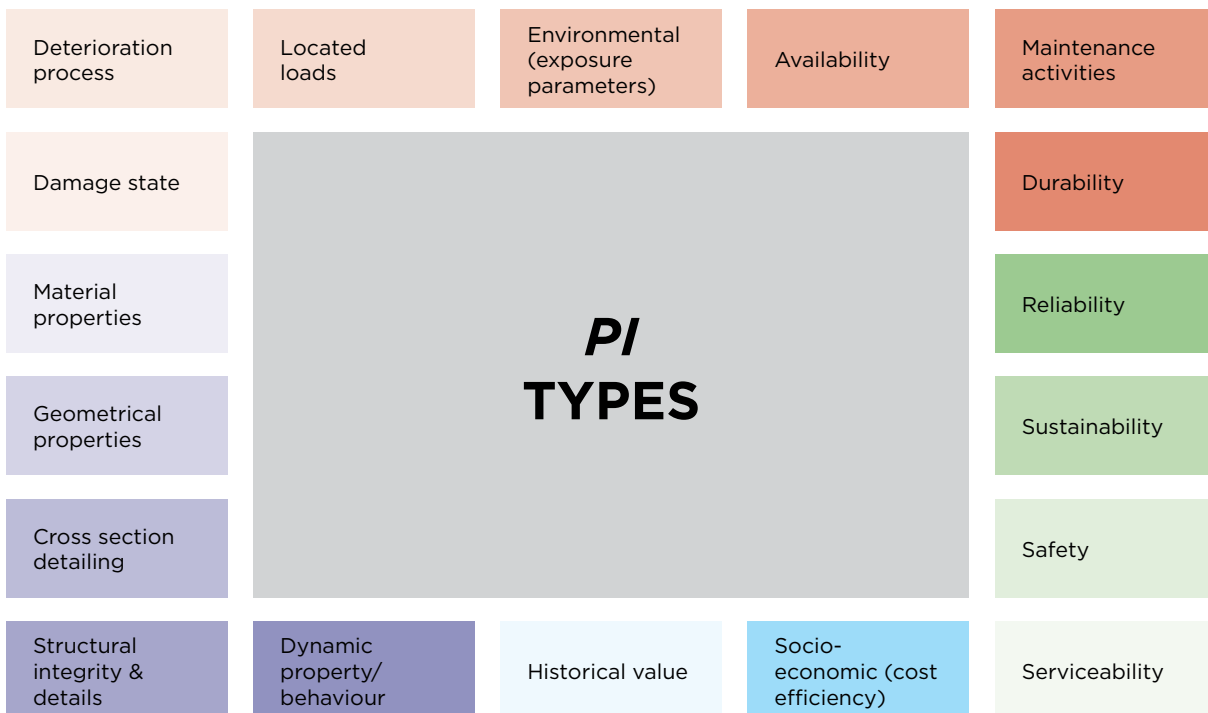 Deterioration
process
Located
loads
Environmental
(exposure
parameters)
Availability
Maintenance
activities
Damage state
Durability
Material
properties
Reliability
PI
TYPES
Geometrical
properties
Sustainability
Cross section
detailing
Safety
Structural
integrity &
details
Dynamic
property/
behaviour
Historical value
Socio-
economic (cost
efficiency)
Serviceability